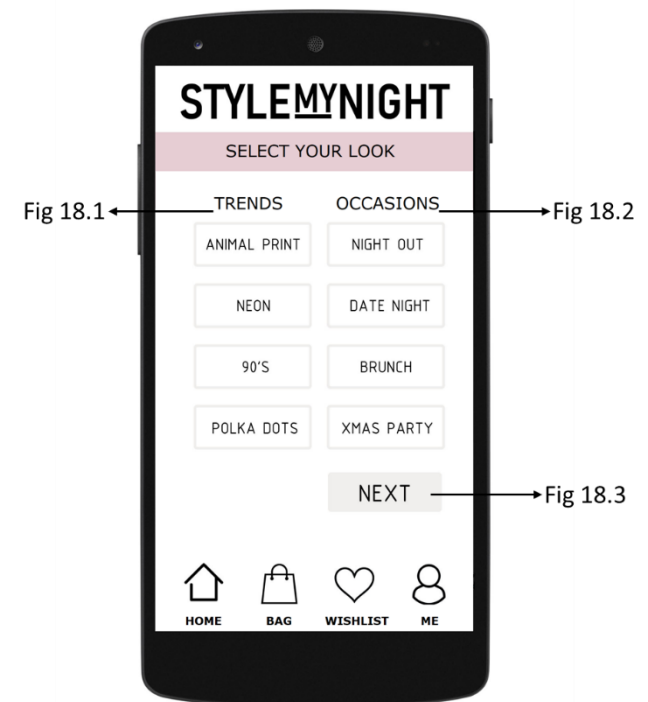 STYLEMYNIGHT
SELECT YOUR LOOK
Fig 18.1
TRENDS
OCCASIONS
Fig 18.2
ANIMAL PRINT
NIGHT OUT
NEON
DATE NIGHT
90'S
BRUNCH
POLKA DOTS
XMAS PARTY
NEXT
Fig 18.3
HOME
BAG
WISHLIST
ME